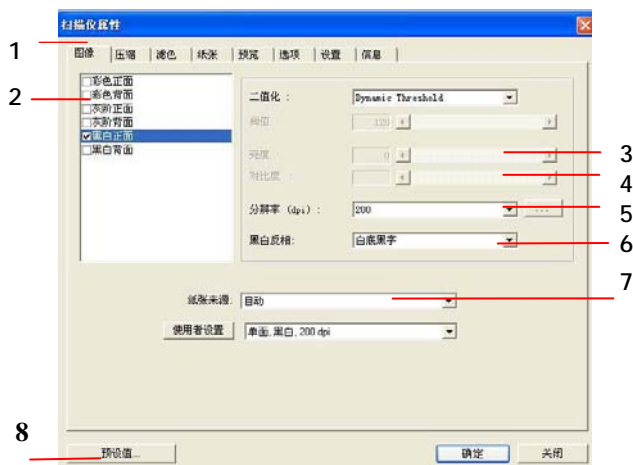 扫描仪属性
1
图像 压缩 滤色 纸张 预览 选项 设置 信息
2
彩色正面
彩色背面
灰阶正面
灰阶背面
黑白正面
黑白背面
二值化 : Dynamic Threshold
阈值 128
亮度 : 0
3
对比度 :
4
分辨率 (dpi) : 200 ...
5
黑白反相: 白底黑字
6
7
纸张来源: 自动
使用者设置 单面, 黑白, 200 dpi
8
预设值... 确定 关闭